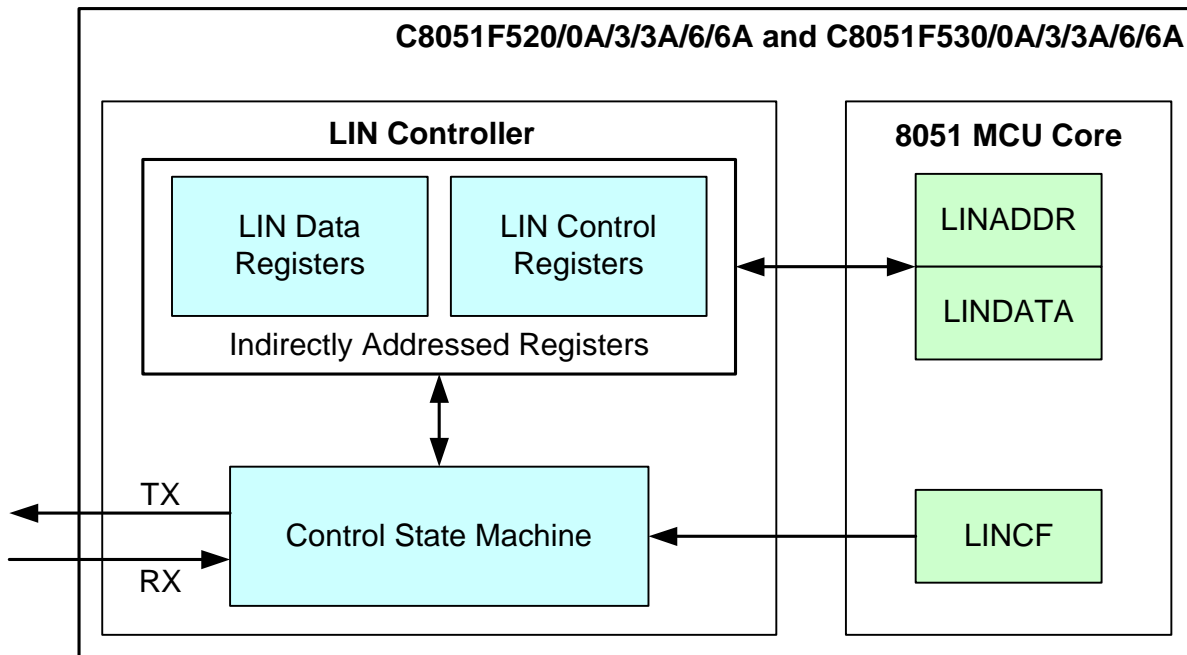 C8051F520/0A/3/3A/6/6A and C8051F530/0A/3/3A/6/6A
LIN Controller
LIN Data
Registers
LIN Control
Registers
Indirectly Addressed Registers
8051 MCU Core
LINADDR
LINDATA
TX
RX
Control State Machine
LINCF